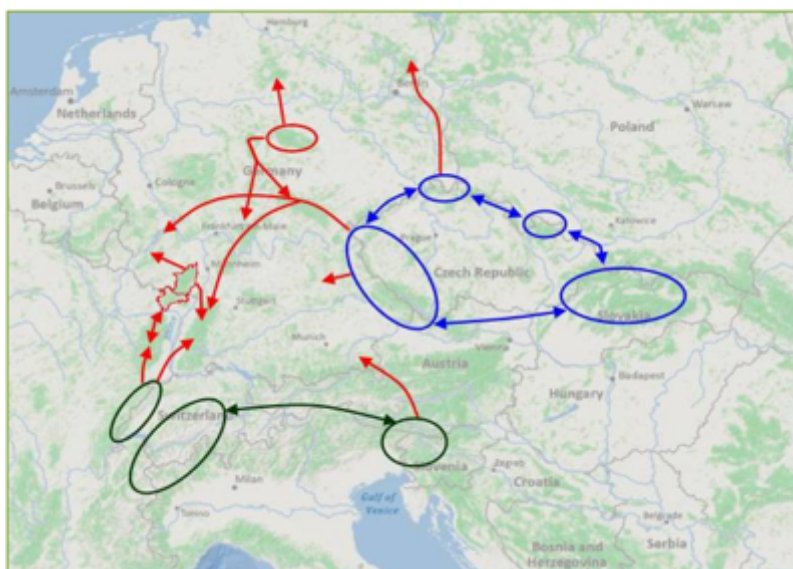 Hamburg
Amsterdam
Netherlands
Berlin
Warsaw
Poland
Brussels
Belgium
Cologne
Germany
Frankfurt am Main
Katowice
Prague
Mannheim
Czech Republic
Stuttgart
Slovakia
Munich
Vienna
Austria
Budapest
Hungary
Switzerland
Slovenia
Zagreb
Milan
Croatia
Gulf of
Venice
Torino
Belgrade
Bosnia and
Herzegovina
Serbia